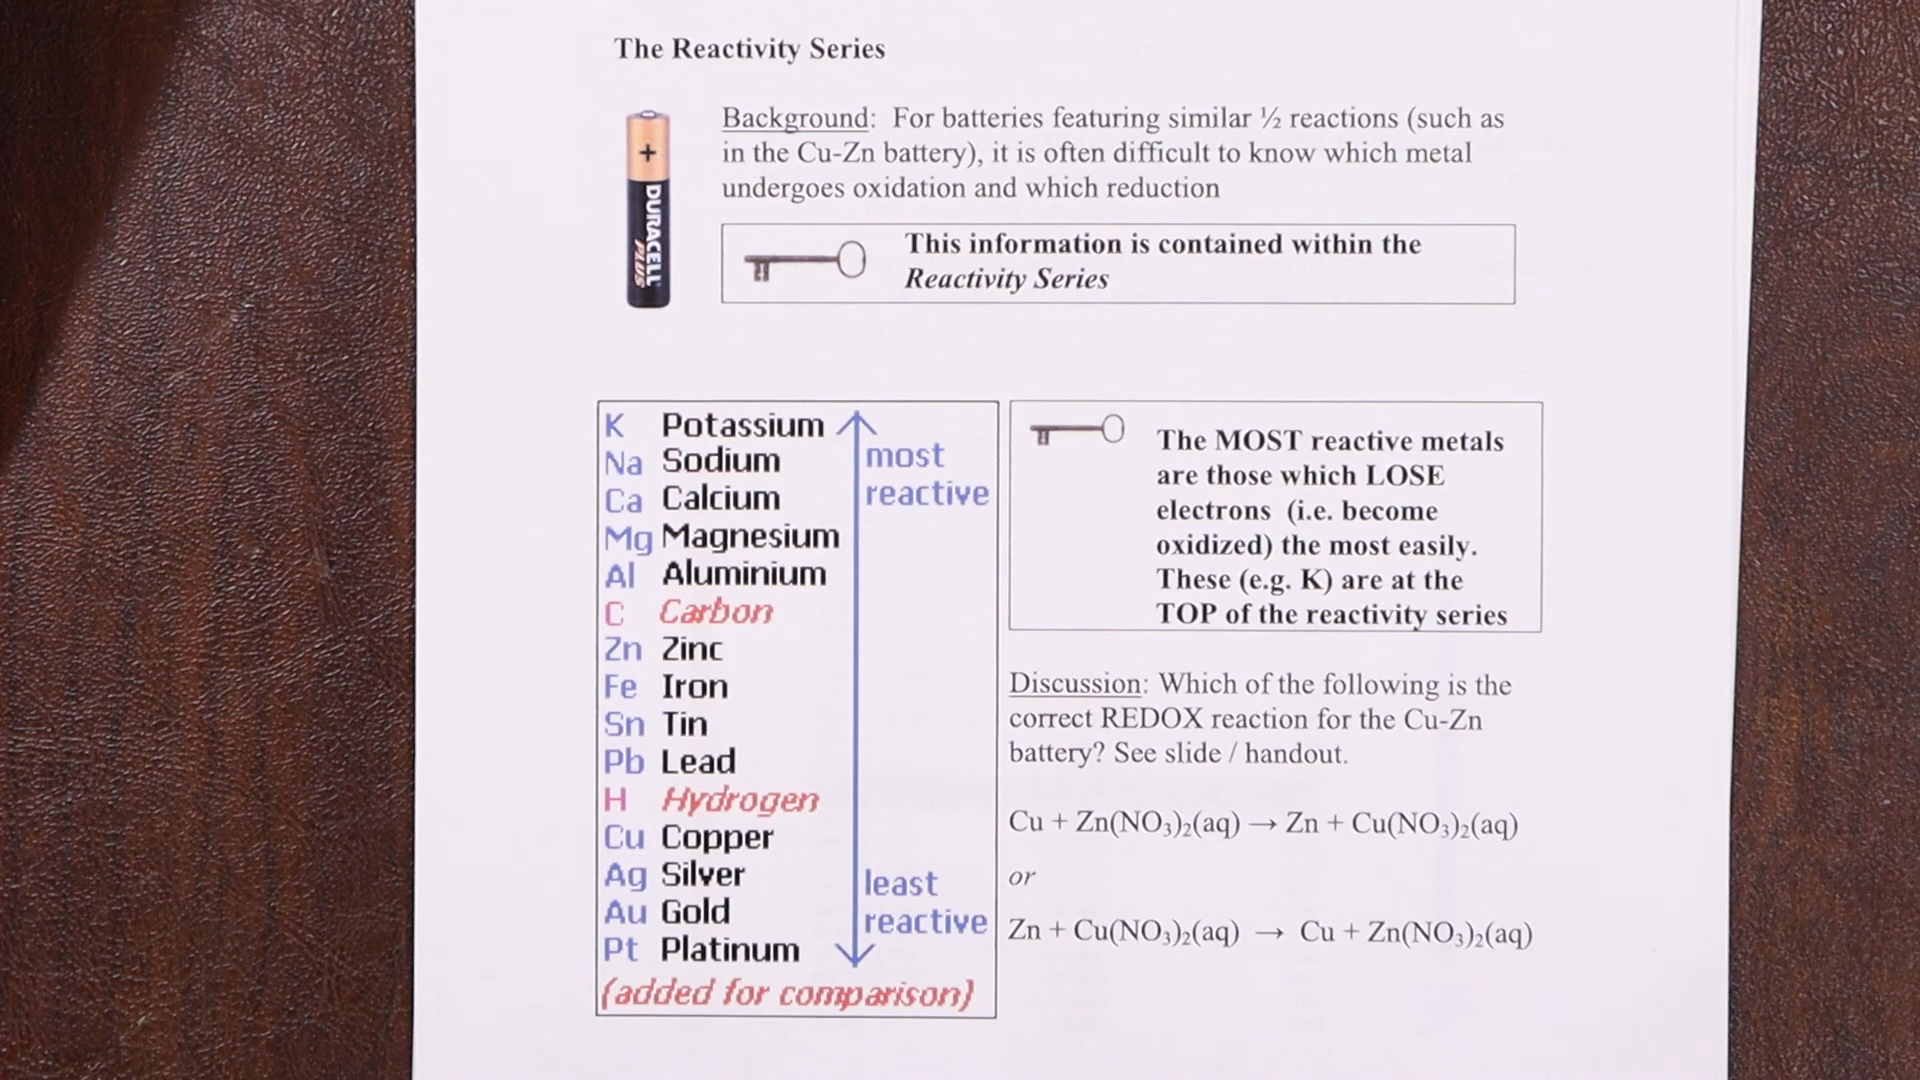 The Reactivity Series
Background: For batteries featuring similar ½ reactions (such as
in the Cu-Zn battery), it is often difficult to know which metal
undergoes oxidation and which reduction
+
DURACELL
PLUS
This information is contained within the
Reactivity Series
K Potassium
Na Sodium
Ca Calcium
Mg Magnesium
Al Aluminium
C Carbon
Zn Zinc
Fe Iron
Sn Tin
Pb Lead
H Hydrogen
Cu Copper
Ag Silver
Au Gold
Pt Platinum
(added for comparison)
most
reactive
least
reactive
The MOST reactive metals
are those which LOSE
electrons (i.e. become
oxidized) the most easily.
These (e.g. K) are at the
TOP of the reactivity series
Discussion: Which of the following is the
correct REDOX reaction for the Cu-Zn
battery? See slide / handout.
Cu + Zn(NO₃)₂(aq) → Zn + Cu(NO₃)₂(aq)
or
Zn + Cu(NO₃)₂(aq) → Cu + Zn(NO₃)₂(aq)